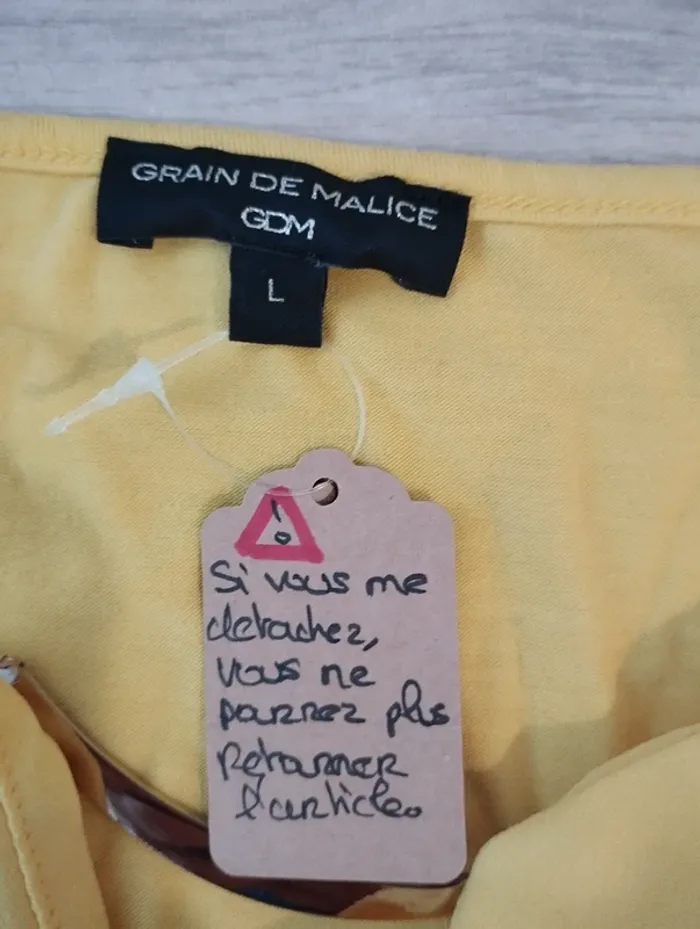 GRAIN DE MALICE
GDM
L
!
Si vous me
detachez,
vous ne
pourrez plus
retourner
l'article.